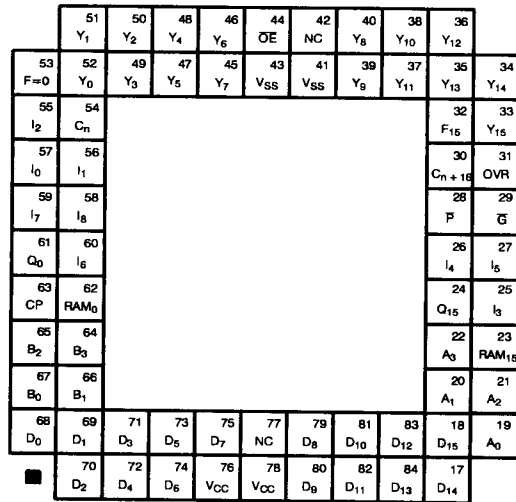 51 50 48 46 44 42 40 38 36
Y1 Y2 Y4 Y6 O̅E̅ NC Y8 Y10 Y12
53 52 49 47 45 43 41 39 37 35 34
F=0 Y0 Y3 Y5 Y7 VSS VSS Y9 Y11 Y13 Y14
55 54 32 33
I2 Cn F15 Y15
57 56 30 31
I0 I1 Cn + 16 OVR
59 58 28 29
I7 I8 P̅ G̅
61 60 26 27
Q0 I6 I4 I5
63 62 24 25
CP RAM0 Q15 I3
65 64 22 23
B2 B3 A3 RAM15
67 66 20 21
B0 B1 A1 A2
68 69 71 73 75 77 79 81 83 18 19
D0 D1 D3 D5 D7 NC D8 D10 D12 D15 A0
70 72 74 76 78 80 82 84 17
D2 D4 D6 VCC VCC D9 D11 D13 D14